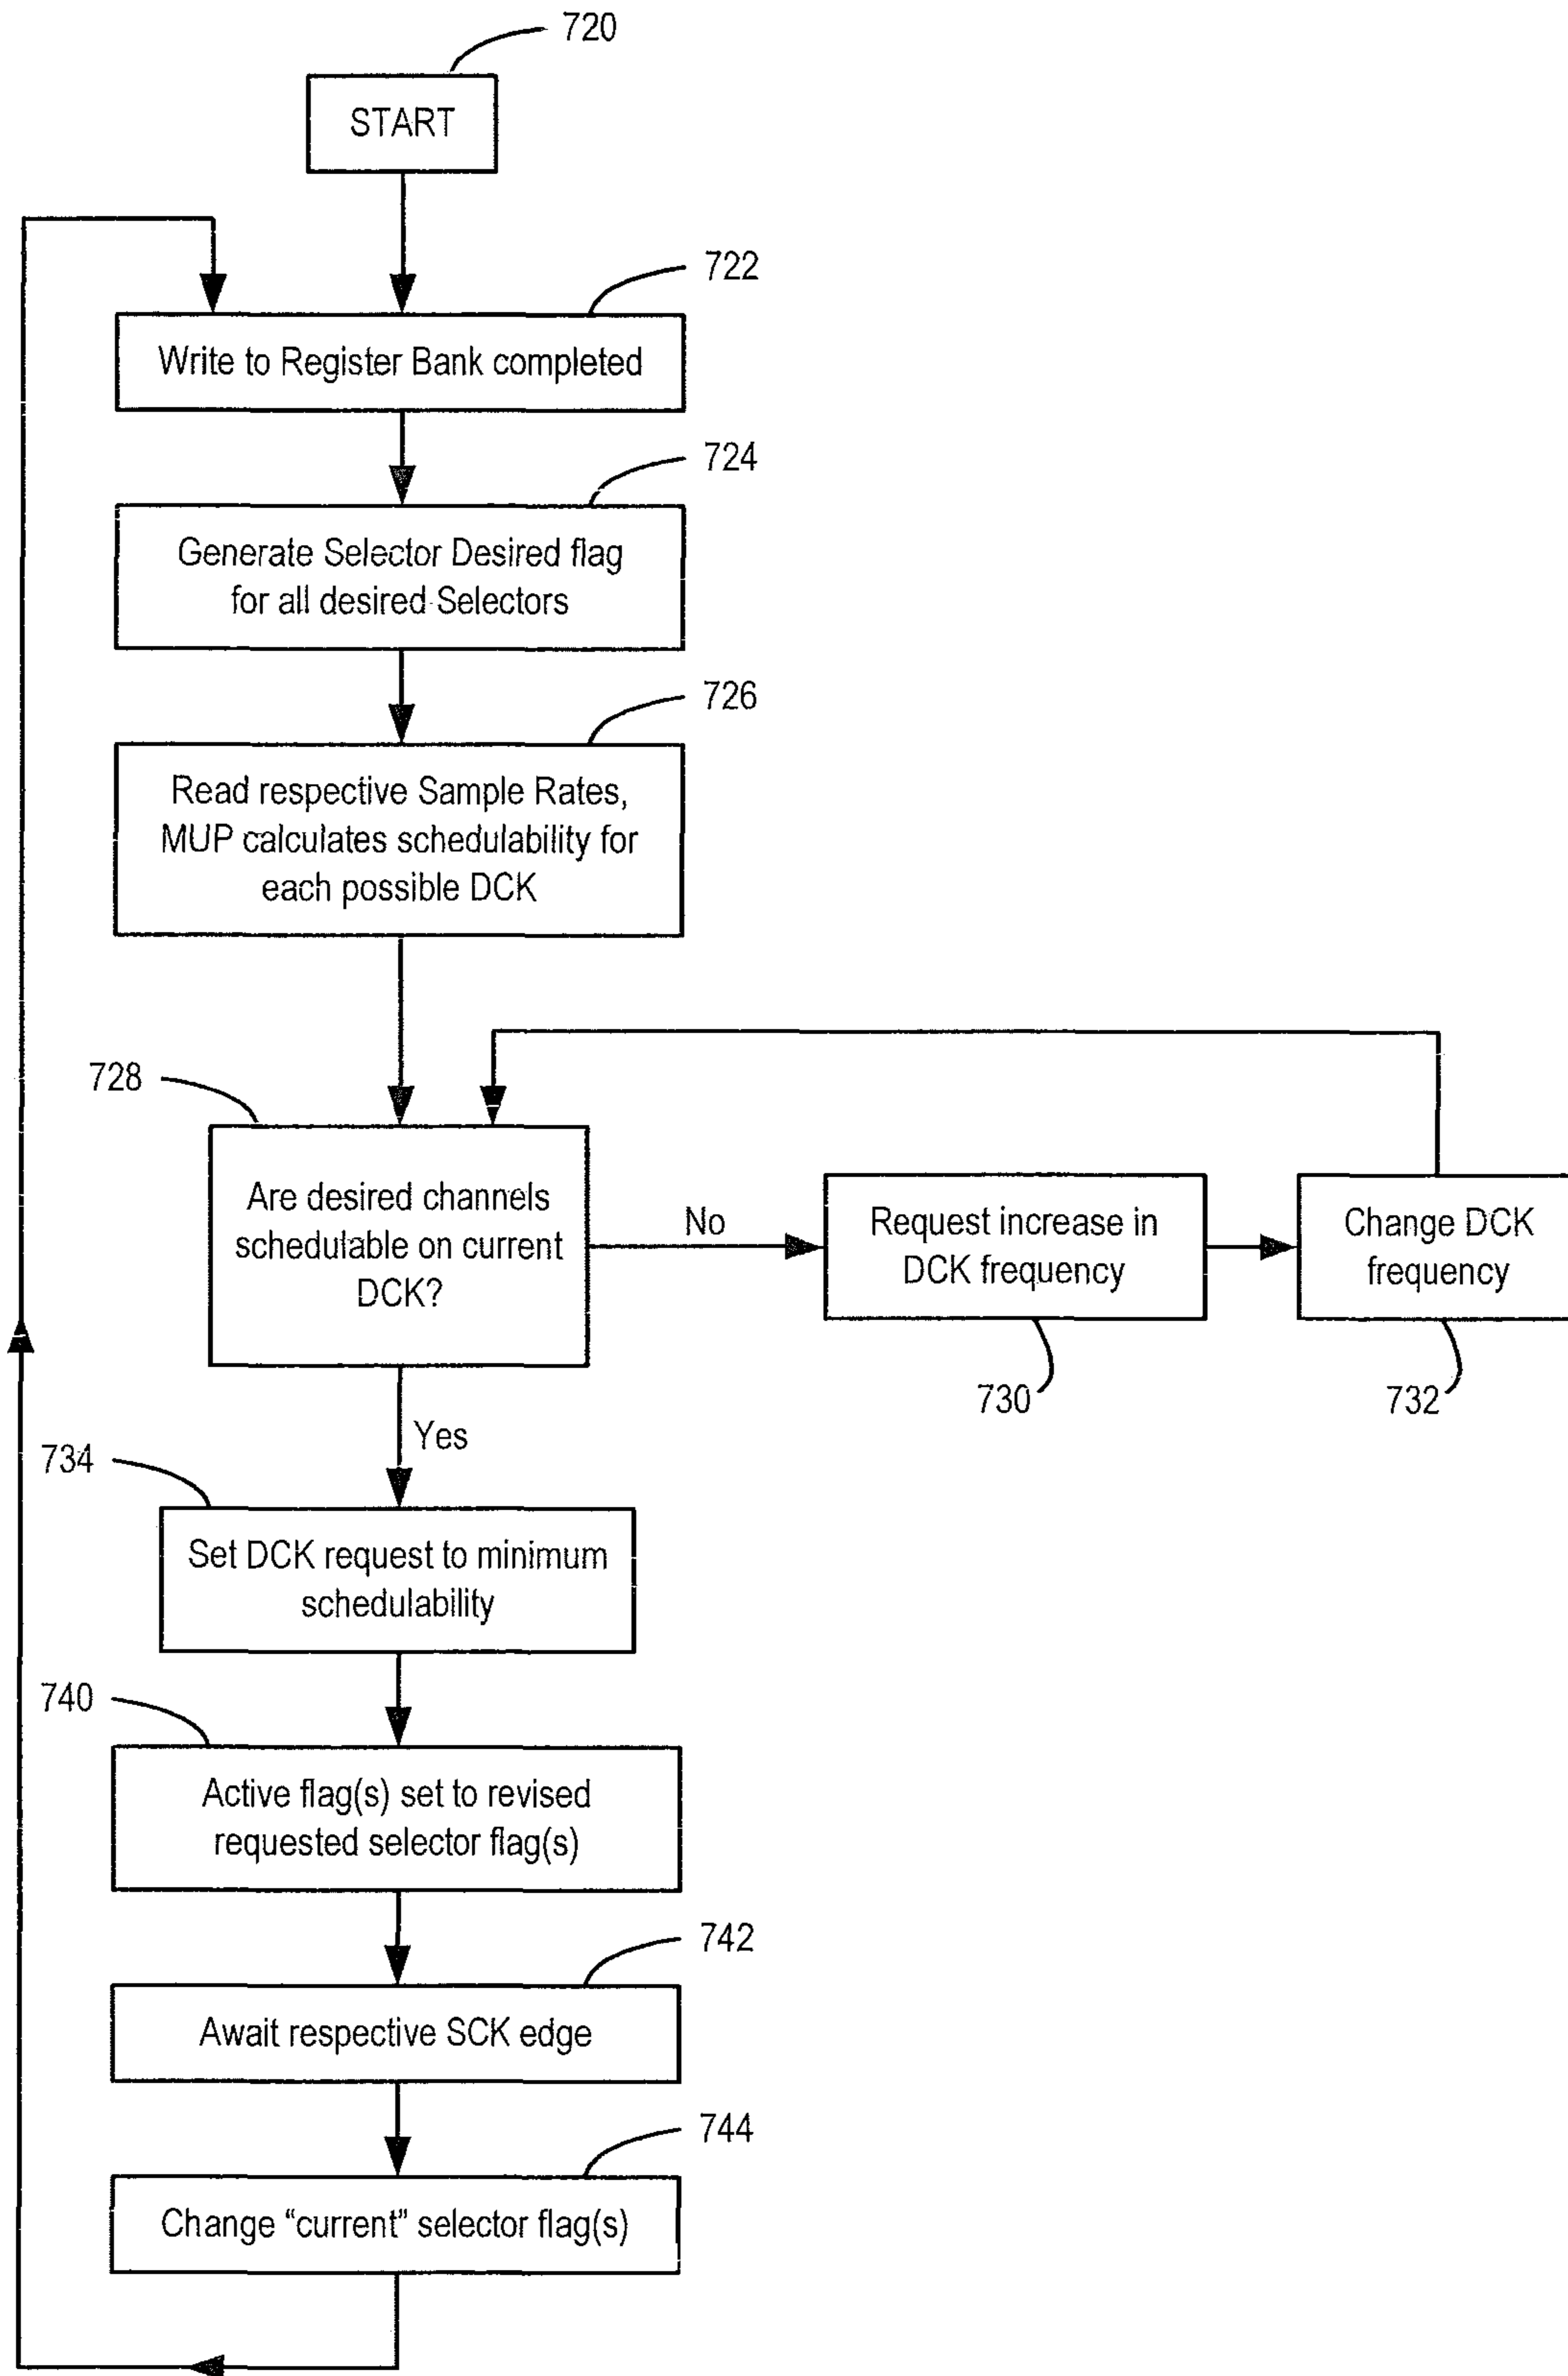 720
START
722
Write to Register Bank completed
724
Generate Selector Desired flag
for all desired Selectors
726
Read respective Sample Rates,
MUP calculates schedulability for
each possible DCK
728
Are desired channels
schedulable on current
DCK?
No
Request increase in
DCK frequency
730
Change DCK
frequency
732
Yes
734
Set DCK request to minimum
schedulability
740
Active flag(s) set to revised
requested selector flag(s)
742
Await respective SCK edge
744
Change “current” selector flag(s)